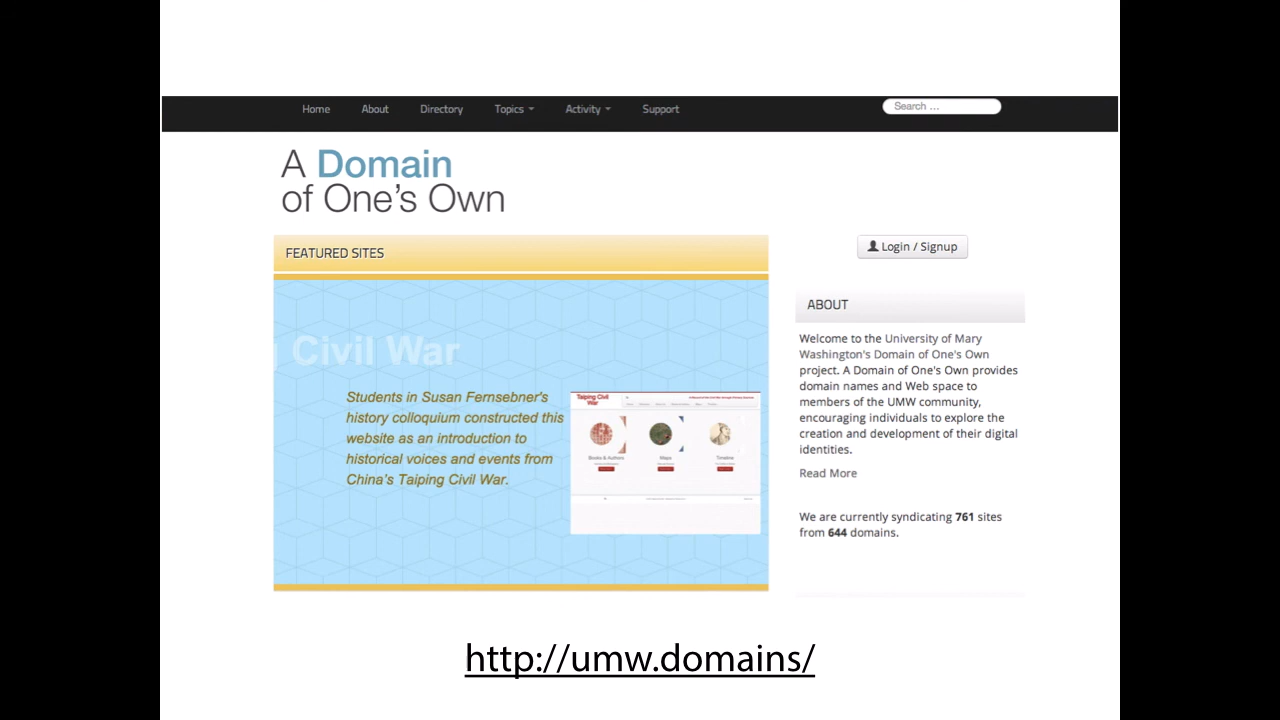 Home About Directory Topics Activity Support Search ...
A Domain
of One's Own
FEATURED SITES
Login / Signup
Civil War
Students in Susan Fernsebner's
history colloquium constructed this
website as an introduction to
historical voices and events from
China's Taiping Civil War.
Taiping Civil
War
Books & Authors Maps Timeline
ABOUT
Welcome to the University of Mary
Washington's Domain of One's Own
project. A Domain of One's Own provides
domain names and Web space to
members of the UMW community,
encouraging individuals to explore the
creation and development of their digital
identities.
Read More
We are currently syndicating 761 sites
from 644 domains.
http://umw.domains/